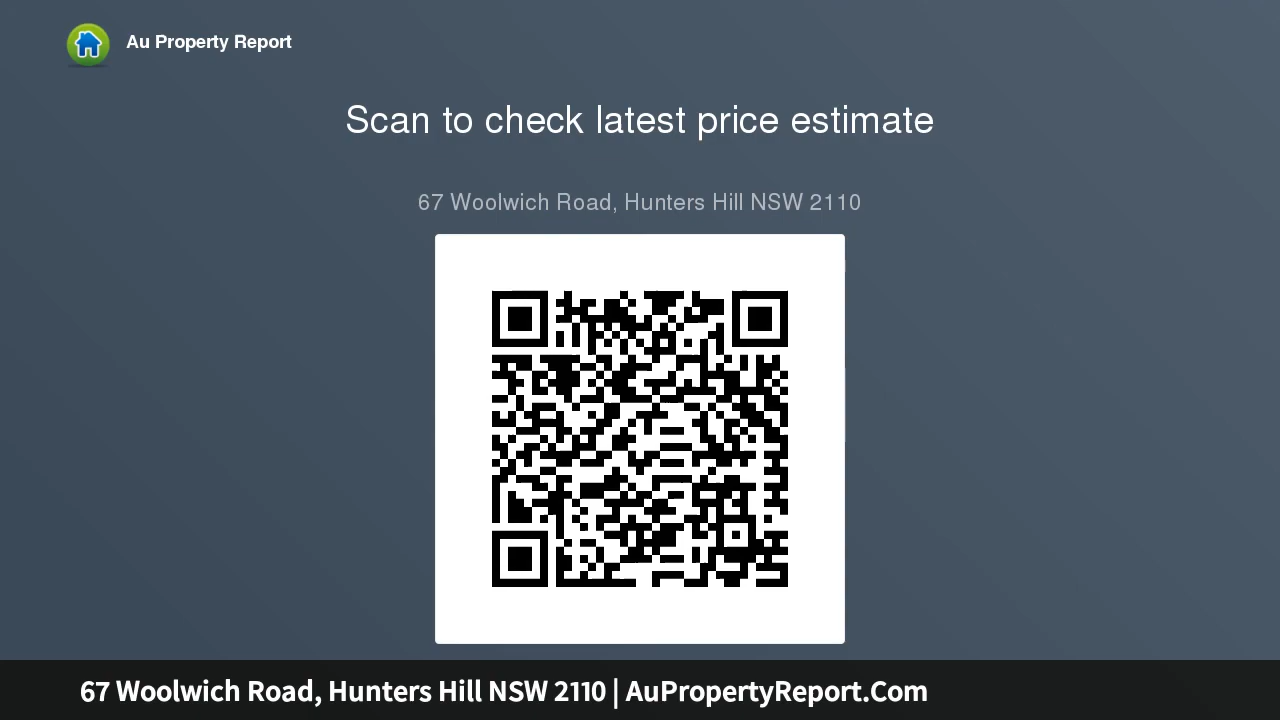 Au Property Report
Scan to check latest price estimate
67 Woolwich Road, Hunters Hill NSW 2110
67 Woolwich Road, Hunters Hill NSW 2110 | AuPropertyReport.Com